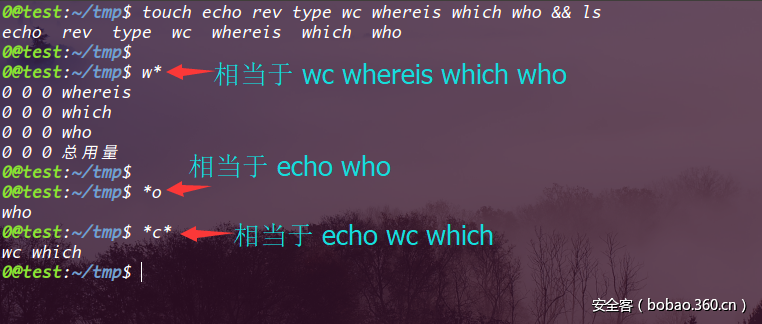 0@test:~/tmp$ touch echo rev type wc whereis which who && ls
echo rev type wc whereis which who
0@test:~/tmp$
0@test:~/tmp$ w* 相当于 wc whereis which who
0 0 0 whereis
0 0 0 which
0 0 0 who
0 0 0 总用量
0@test:~/tmp$
相当于 echo who
0@test:~/tmp$ *o
who
0@test:~/tmp$ *c* 相当于 echo wc which
wc which
0@test:~/tmp$
安全客（bobao.360.cn）